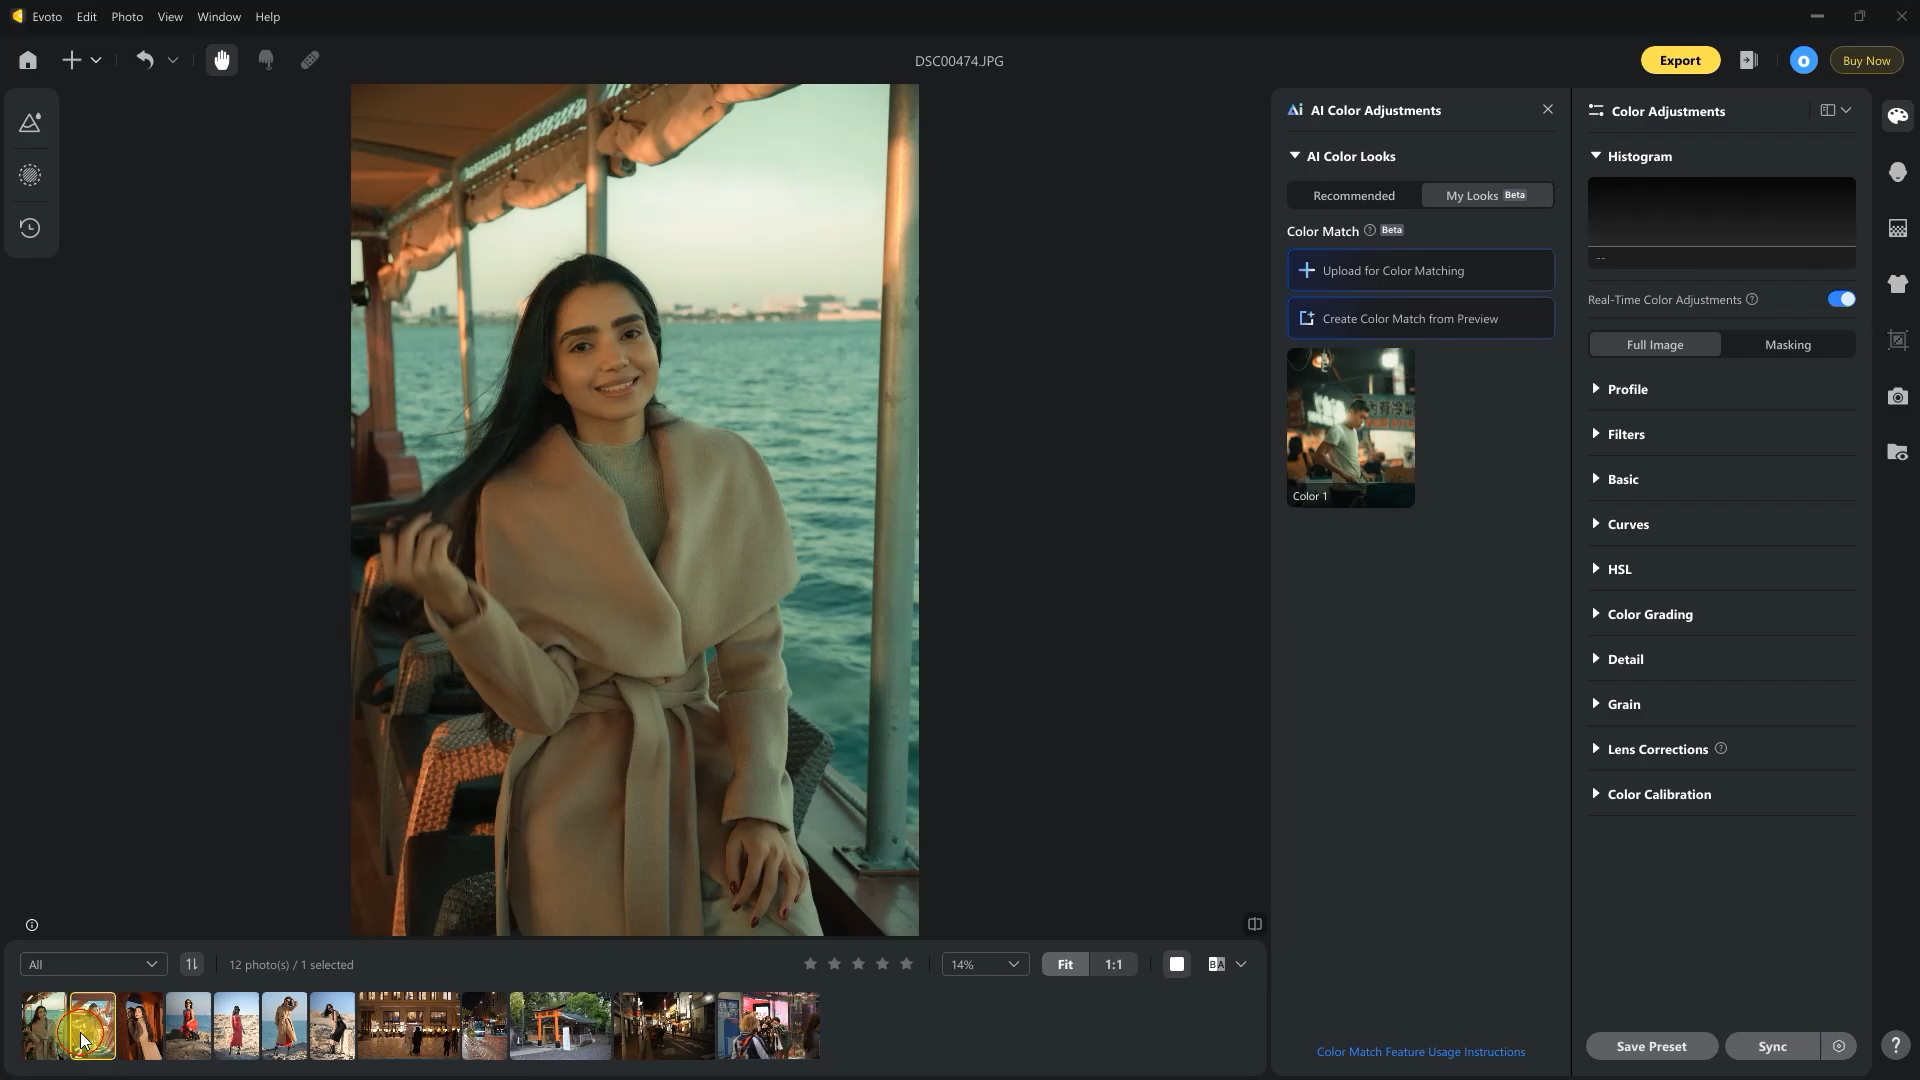 Evoto Edit Photo View Window Help
DSC00474.JPG
Export
Buy Now
AI Color Adjustments
AI Color Looks
Recommended
My Looks Beta
Color Match Beta
Upload for Color Matching
Create Color Match from Preview
Color 1
Color Match Feature Usage Instructions
Color Adjustments
Histogram
--
Real-Time Color Adjustments
Full Image
Masking
Profile
Filters
Basic
Curves
HSL
Color Grading
Detail
Grain
Lens Corrections
Color Calibration
Save Preset
Sync
All
12 photo(s) / 1 selected
14%
Fit
1:1
BA